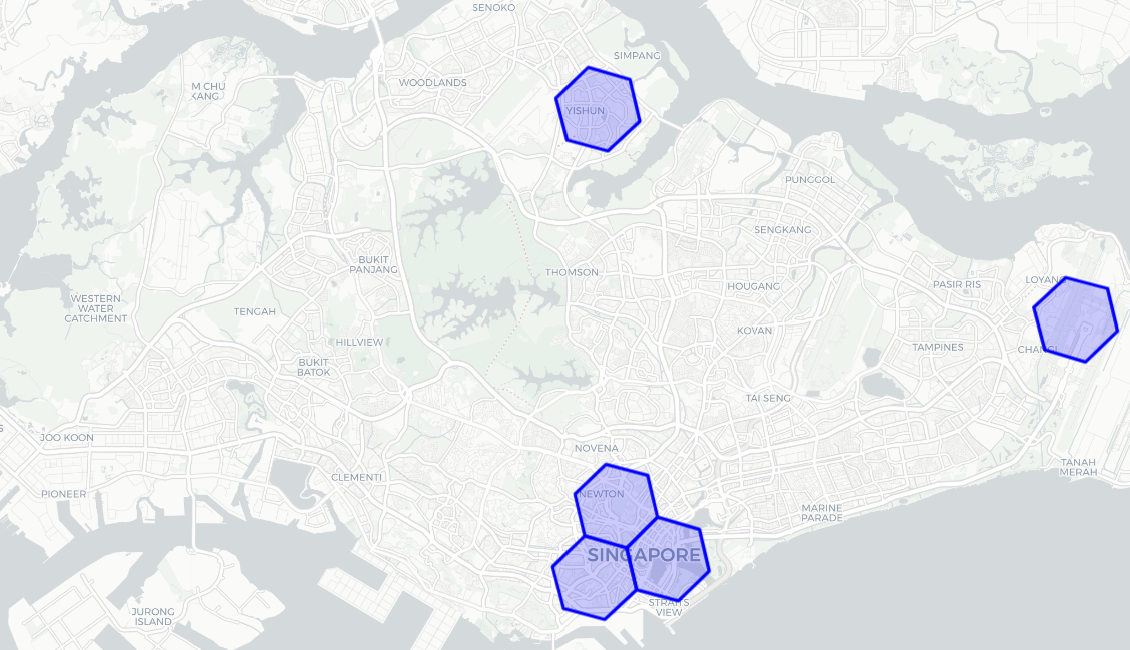 SENOKO
SIMPANG
WOODLANDS
M CHU
KANG
YISHUN
PUNGGOL
SENGKANG
BUKIT
PANJANG
THOMSON
LOYANG
HOUGANG
PASIR RIS
WESTERN
WATER
CATCHMENT
TENGAH
KOVAN
HILLVIEW
TAMPINES
CHANGI
BUKIT
BATOK
TAI SENG
JOO KOON
NOVENA
TANAH
MERAH
CLEMENTI
PIONEER
NEWTON
MARINE
PARADE
SINGAPORE
STRAITS
VIEW
JURONG
ISLAND